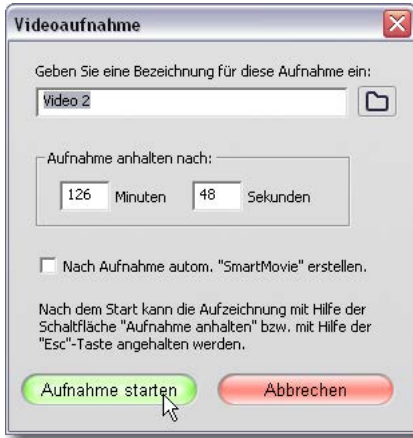 Videoaufnahme
Geben Sie eine Bezeichnung für diese Aufnahme ein:
Video 2
Aufnahme anhalten nach:
126 Minuten 48 Sekunden
Nach Aufnahme autom. "SmartMovie" erstellen.
Nach dem Start kann die Aufzeichnung mit Hilfe der
Schaltfläche "Aufnahme anhalten" bzw. mit Hilfe der
"Esc"-Taste angehalten werden.
Aufnahme starten Abbrechen